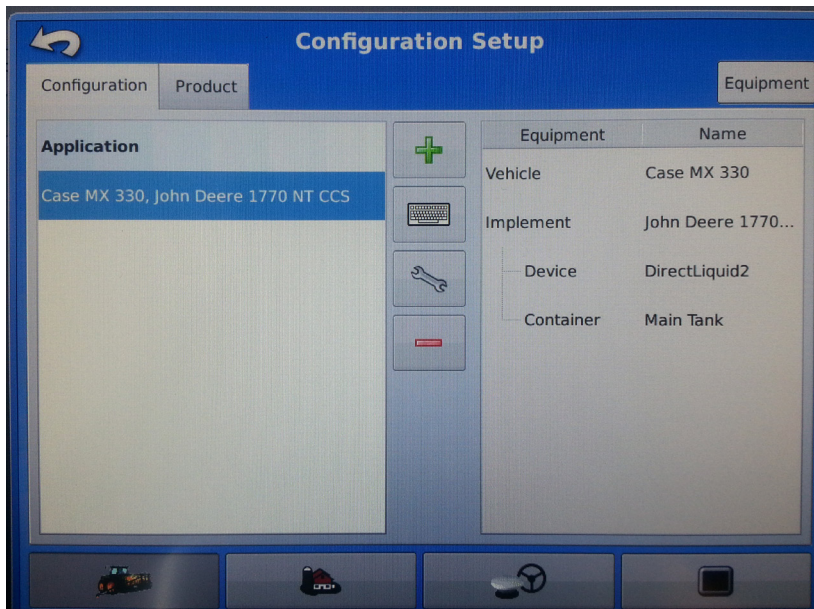 Configuration Setup
Configuration
Product
Equipment
Application
Case MX 330, John Deere 1770 NT CCS
Equipment Name
Vehicle Case MX 330
Implement John Deere 1770...
Device DirectLiquid2
Container Main Tank